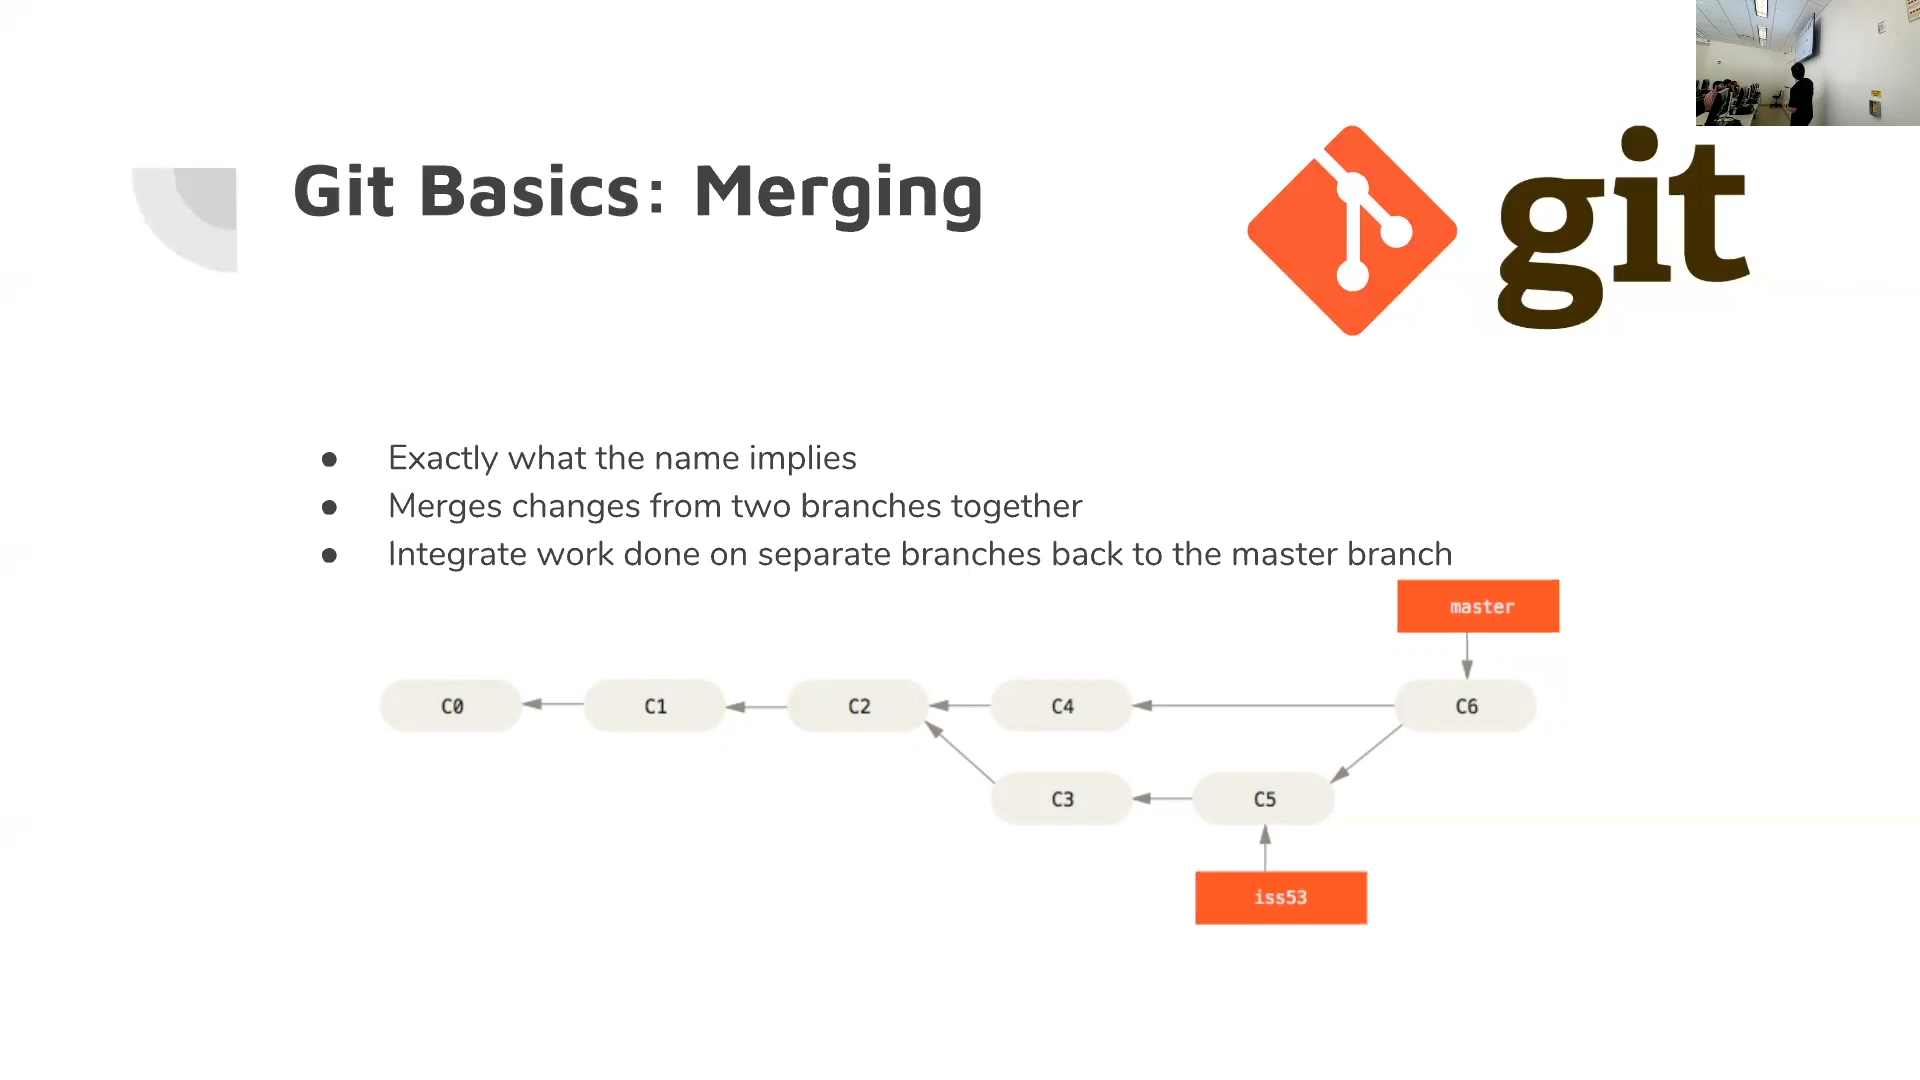 Git Basics: Merging
git
● Exactly what the name implies
● Merges changes from two branches together
● Integrate work done on separate branches back to the master branch
master
C0 C1 C2 C4 C6
C3 C5
iss53